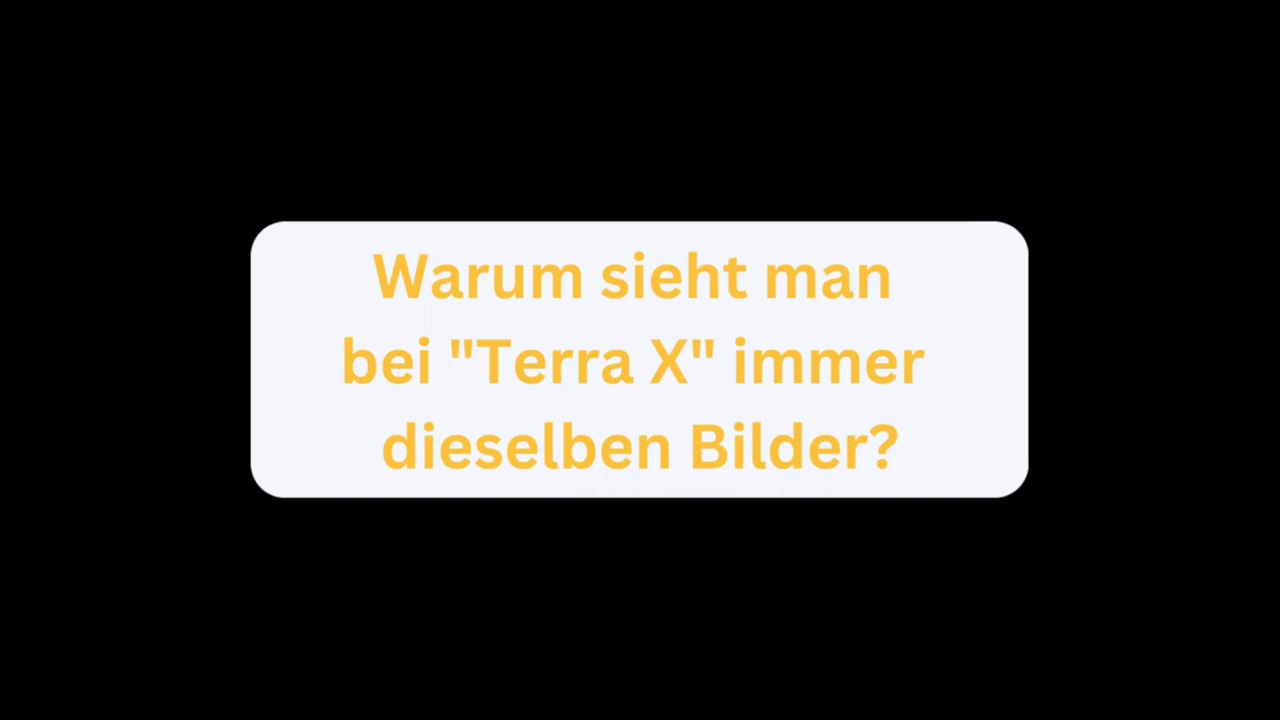 Warum sieht man
bei "Terra X" immer
dieselben Bilder?